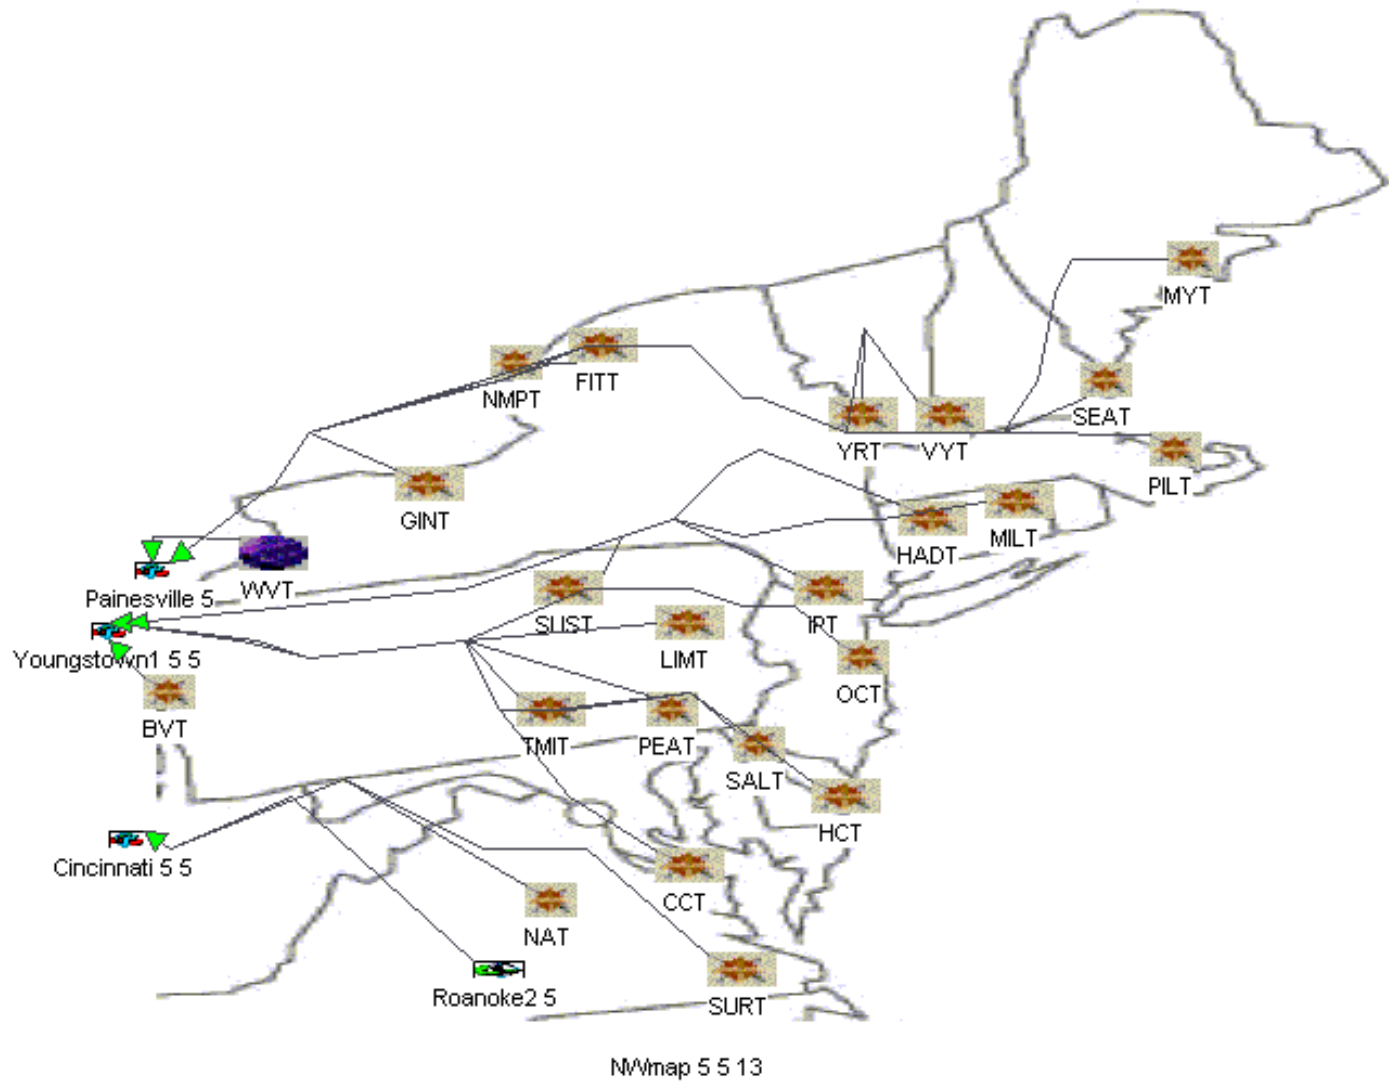 MYT
FITT
NMPT
SEAT
YRT
VYT
PILT
GINT
MILT
HADT
WVT
Painesville 5
SUST
IRT
LIMT
Youngstown1 5 5
OCT
BVT
TMIT
PEAT
SALT
HCT
Cincinnati 5 5
CCT
NAT
Roanoke2 5
SURT
NWmap 5 5 13